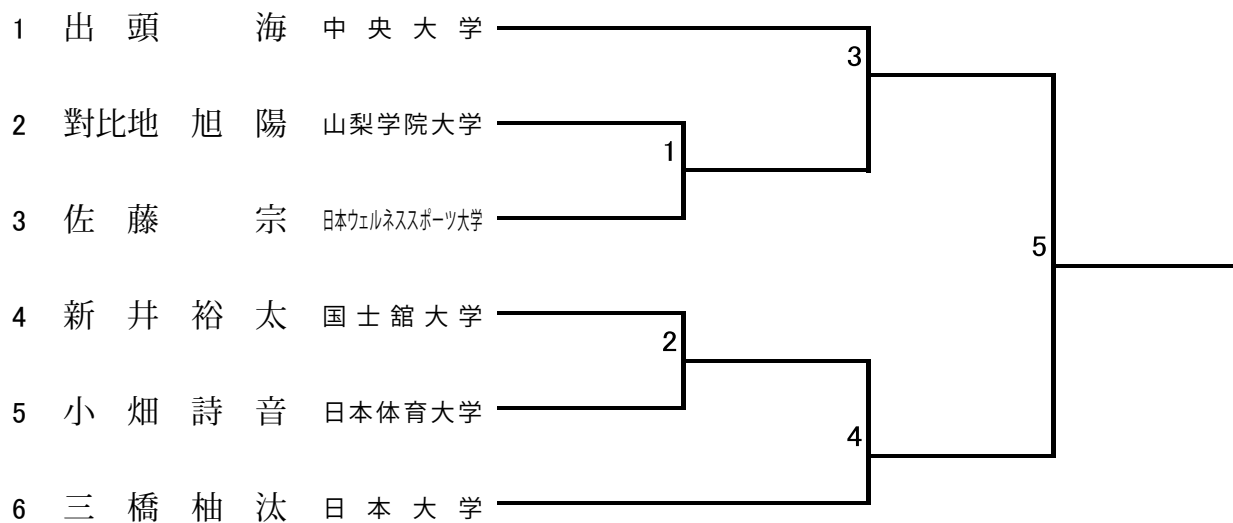 1 出頭 海 中央大学
3
2 對比地 旭陽 山梨学院大学
1
3 佐藤 宗 日本ウェルネススポーツ大学
5
4 新井裕太 国士舘大学
2
5 小畑詩音 日本体育大学
4
6 三橋柚汰 日本大学